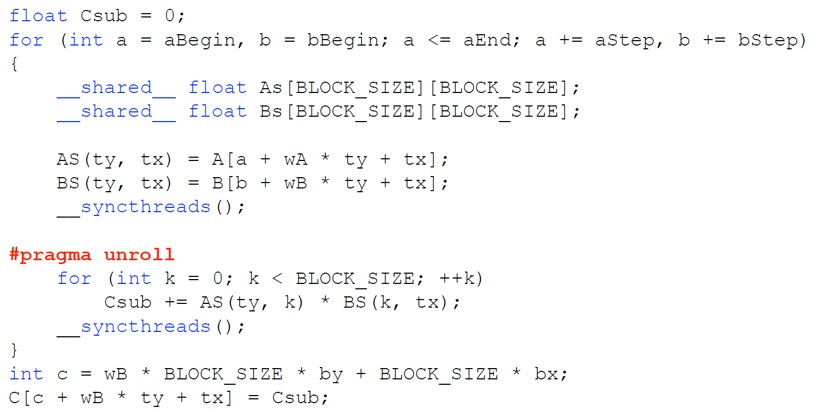 float Csub = 0;
for (int a = aBegin, b = bBegin; a <= aEnd; a += aStep, b += bStep)
{
    __shared__ float As[BLOCK_SIZE][BLOCK_SIZE];
    __shared__ float Bs[BLOCK_SIZE][BLOCK_SIZE];
    AS(ty, tx) = A[a + wA * ty + tx];
    BS(ty, tx) = B[b + wB * ty + tx];
    __syncthreads();
#pragma unroll
    for (int k = 0; k < BLOCK_SIZE; ++k)
        Csub += AS(ty, k) * BS(k, tx);
    __syncthreads();
}
int c = wB * BLOCK_SIZE * by + BLOCK_SIZE * bx;
C[c + wB * ty + tx] = Csub;